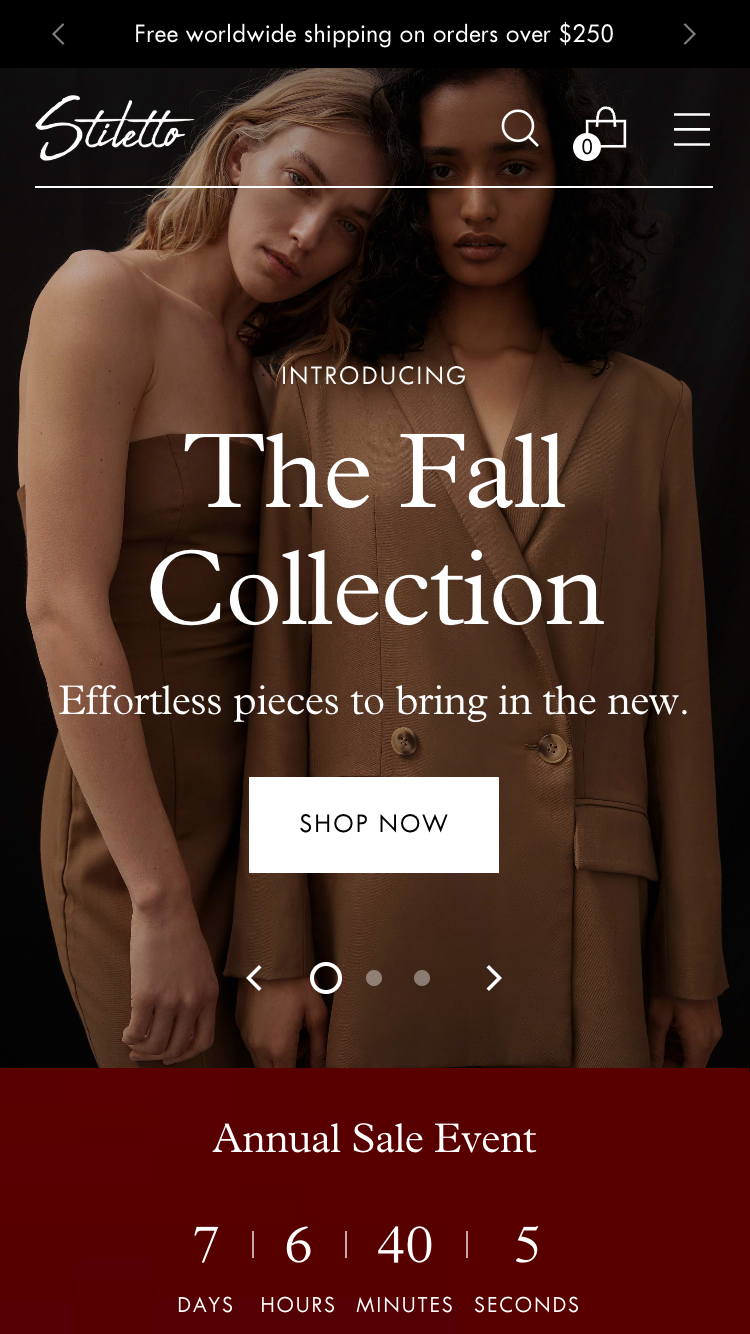 Free worldwide shipping on orders over $250
Stiletto
0
INTRODUCING
The Fall
Collection
Effortless pieces to bring in the new.
SHOP NOW
Annual Sale Event
7 6 40 5
DAYS HOURS MINUTES SECONDS